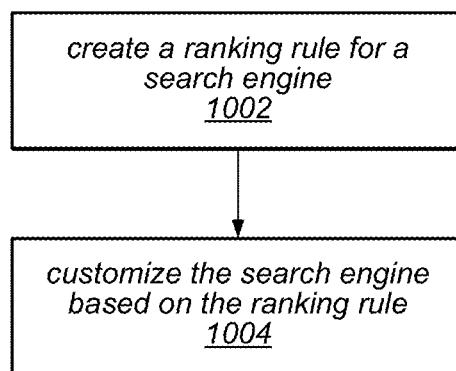 create a ranking rule for a
search engine
1002
customize the search engine
based on the ranking rule
1004